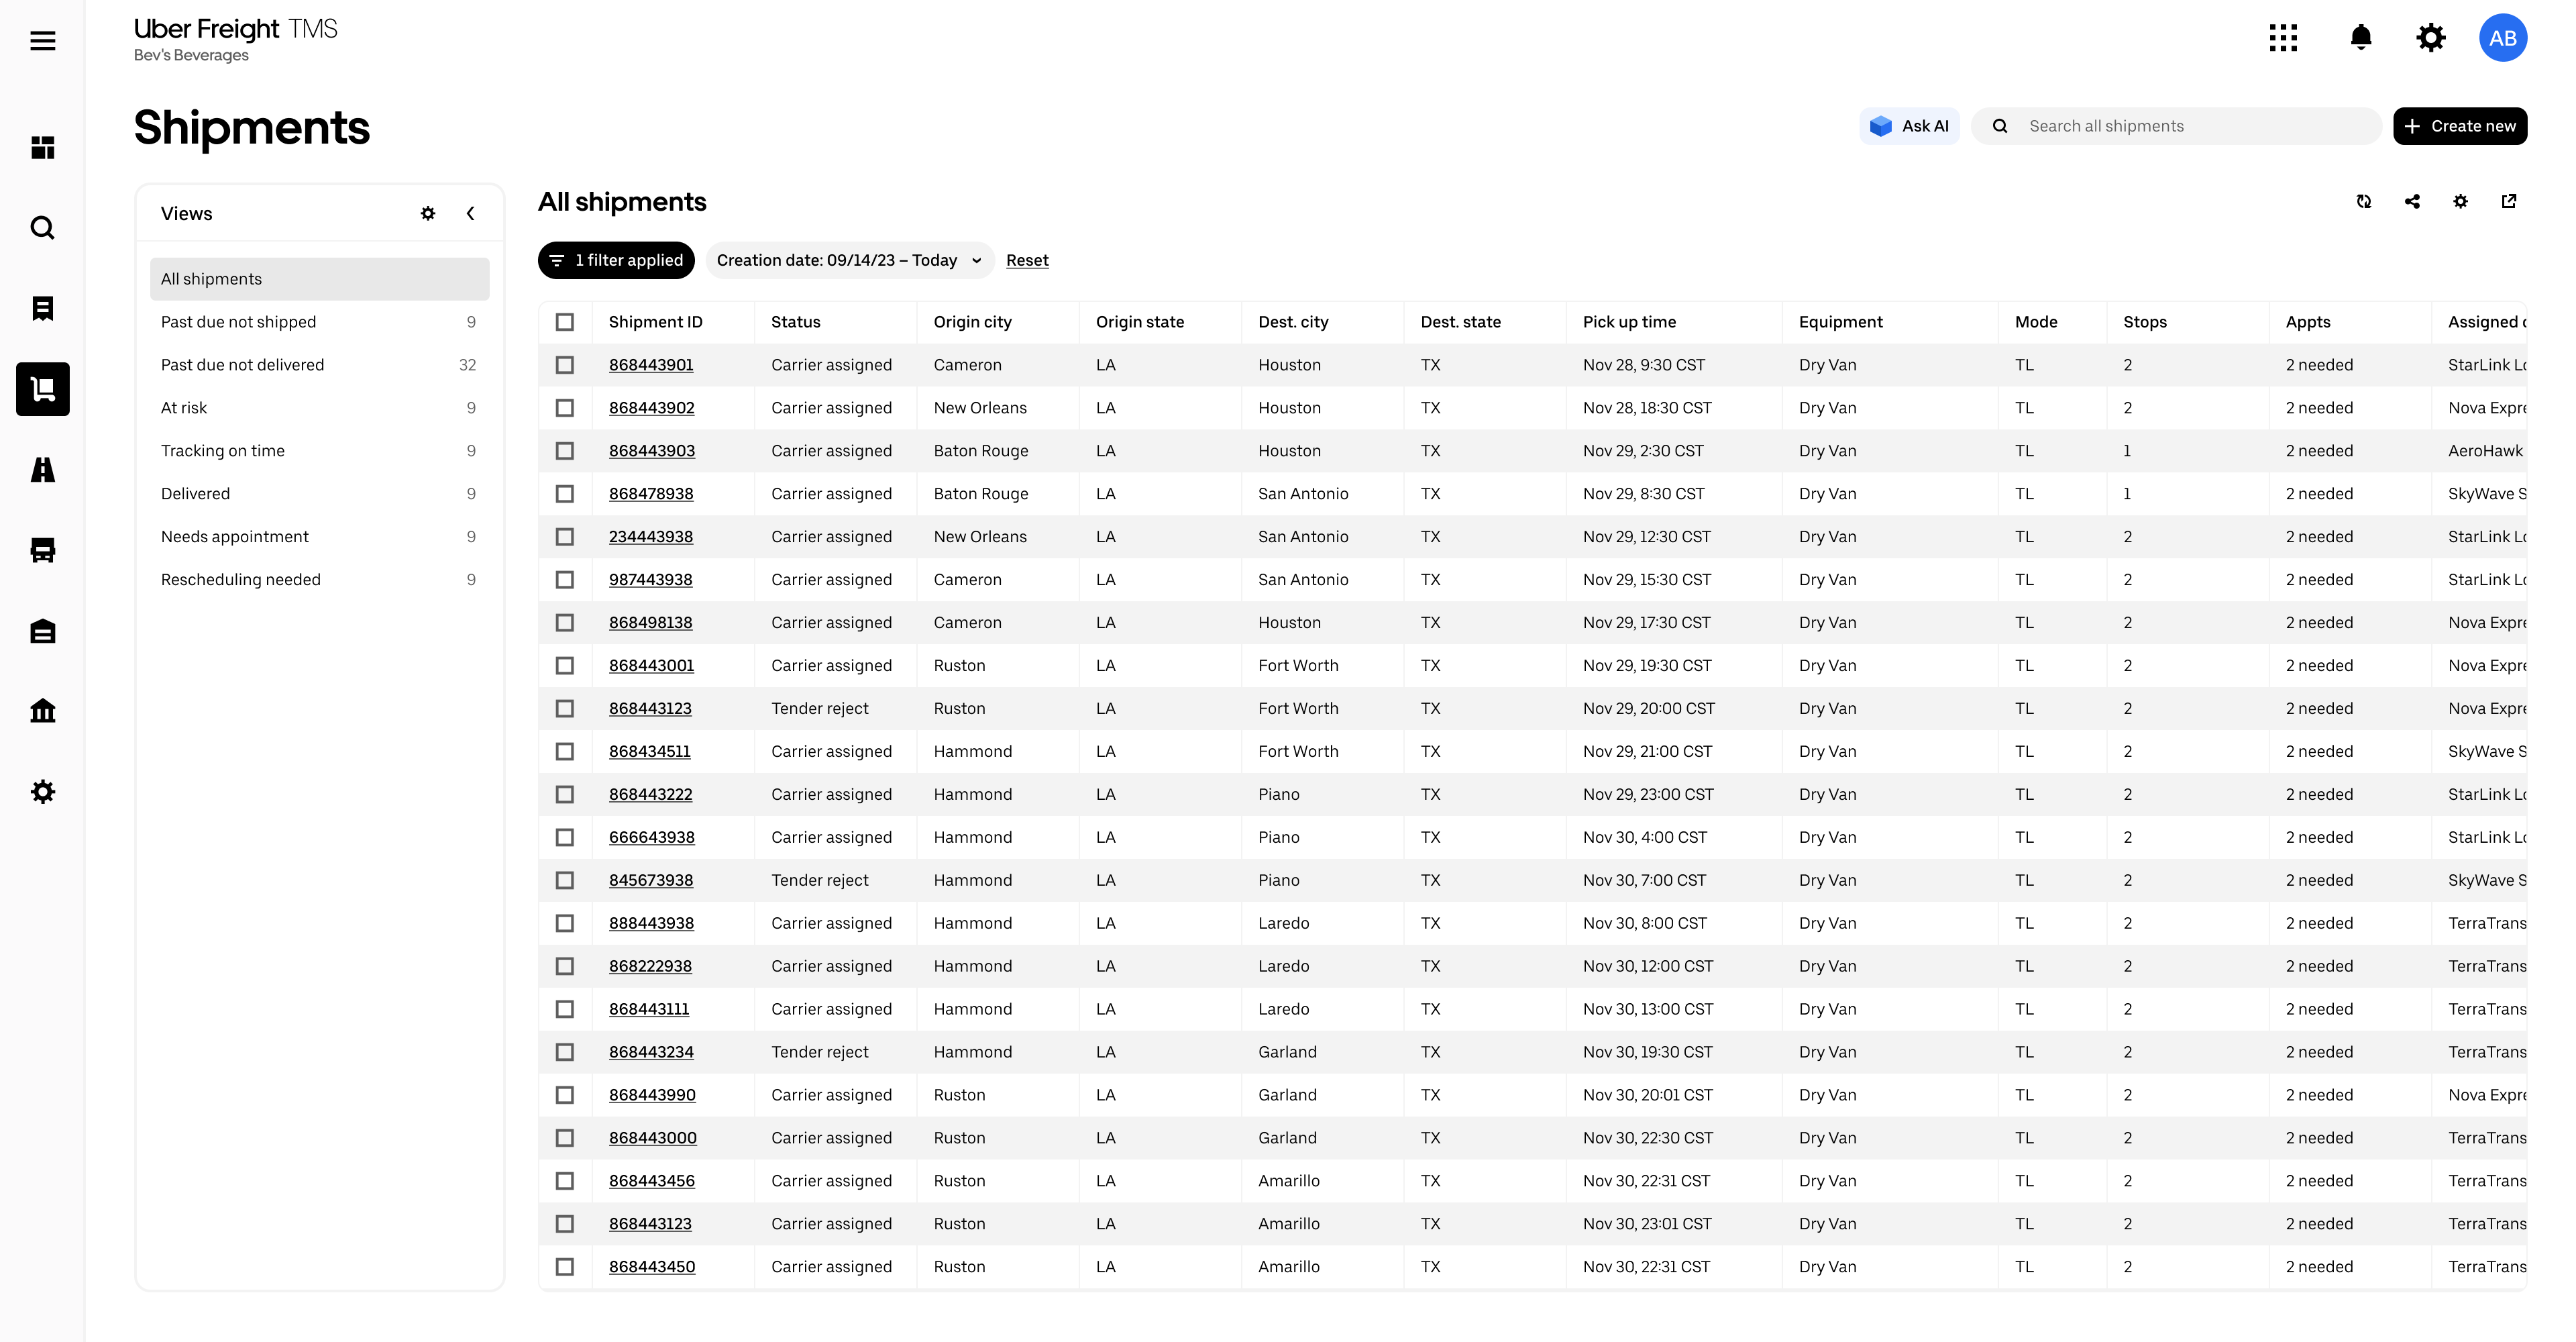 Uber Freight TMS
Bev's Beverages
AB
Shipments
Ask AI
Search all shipments
Create new
Views
All shipments
Past due not shipped 9
Past due not delivered 32
At risk 9
Tracking on time 9
Delivered 9
Needs appointment 9
Rescheduling needed 9
All shipments
1 filter applied
Creation date: 09/14/23 – Today
Reset
Shipment ID Status Origin city Origin state Dest. city Dest. state Pick up time Equipment Mode Stops Appts Assigned
868443901 Carrier assigned Cameron LA Houston TX Nov 28, 9:30 CST Dry Van TL 2 2 needed StarLink
868443902 Carrier assigned New Orleans LA Houston TX Nov 28, 18:30 CST Dry Van TL 2 2 needed Nova Expre
868443903 Carrier assigned Baton Rouge LA Houston TX Nov 29, 2:30 CST Dry Van TL 1 2 needed AeroHawk
868478938 Carrier assigned Baton Rouge LA San Antonio TX Nov 29, 8:30 CST Dry Van TL 1 2 needed SkyWave S
234443938 Carrier assigned New Orleans LA San Antonio TX Nov 29, 12:30 CST Dry Van TL 2 2 needed StarLink
987443938 Carrier assigned Cameron LA San Antonio TX Nov 29, 15:30 CST Dry Van TL 2 2 needed StarLink
868498138 Carrier assigned Cameron LA Houston TX Nov 29, 17:30 CST Dry Van TL 2 2 needed Nova Expre
868443001 Carrier assigned Ruston LA Fort Worth TX Nov 29, 19:30 CST Dry Van TL 2 2 needed Nova Expre
868443123 Tender reject Ruston LA Fort Worth TX Nov 29, 20:00 CST Dry Van TL 2 2 needed Nova Expre
868434511 Carrier assigned Hammond LA Fort Worth TX Nov 29, 21:00 CST Dry Van TL 2 2 needed SkyWave S
868443222 Carrier assigned Hammond LA Piano TX Nov 29, 23:00 CST Dry Van TL 2 2 needed StarLink
666643938 Carrier assigned Hammond LA Piano TX Nov 30, 4:00 CST Dry Van TL 2 2 needed StarLink
845673938 Tender reject Hammond LA Piano TX Nov 30, 7:00 CST Dry Van TL 2 2 needed SkyWave S
888443938 Carrier assigned Hammond LA Laredo TX Nov 30, 8:00 CST Dry Van TL 2 2 needed TerraTrans
868222938 Carrier assigned Hammond LA Laredo TX Nov 30, 12:00 CST Dry Van TL 2 2 needed TerraTrans
868443111 Carrier assigned Hammond LA Laredo TX Nov 30, 13:00 CST Dry Van TL 2 2 needed TerraTrans
868443234 Tender reject Hammond LA Garland TX Nov 30, 19:30 CST Dry Van TL 2 2 needed TerraTrans
868443990 Carrier assigned Ruston LA Garland TX Nov 30, 20:01 CST Dry Van TL 2 2 needed Nova Expre
868443000 Carrier assigned Ruston LA Garland TX Nov 30, 22:30 CST Dry Van TL 2 2 needed TerraTrans
868443456 Carrier assigned Ruston LA Amarillo TX Nov 30, 22:31 CST Dry Van TL 2 2 needed TerraTrans
868443123 Carrier assigned Ruston LA Amarillo TX Nov 30, 23:01 CST Dry Van TL 2 2 needed TerraTrans
868443450 Carrier assigned Ruston LA Amarillo TX Nov 30, 22:31 CST Dry Van TL 2 2 needed TerraTrans